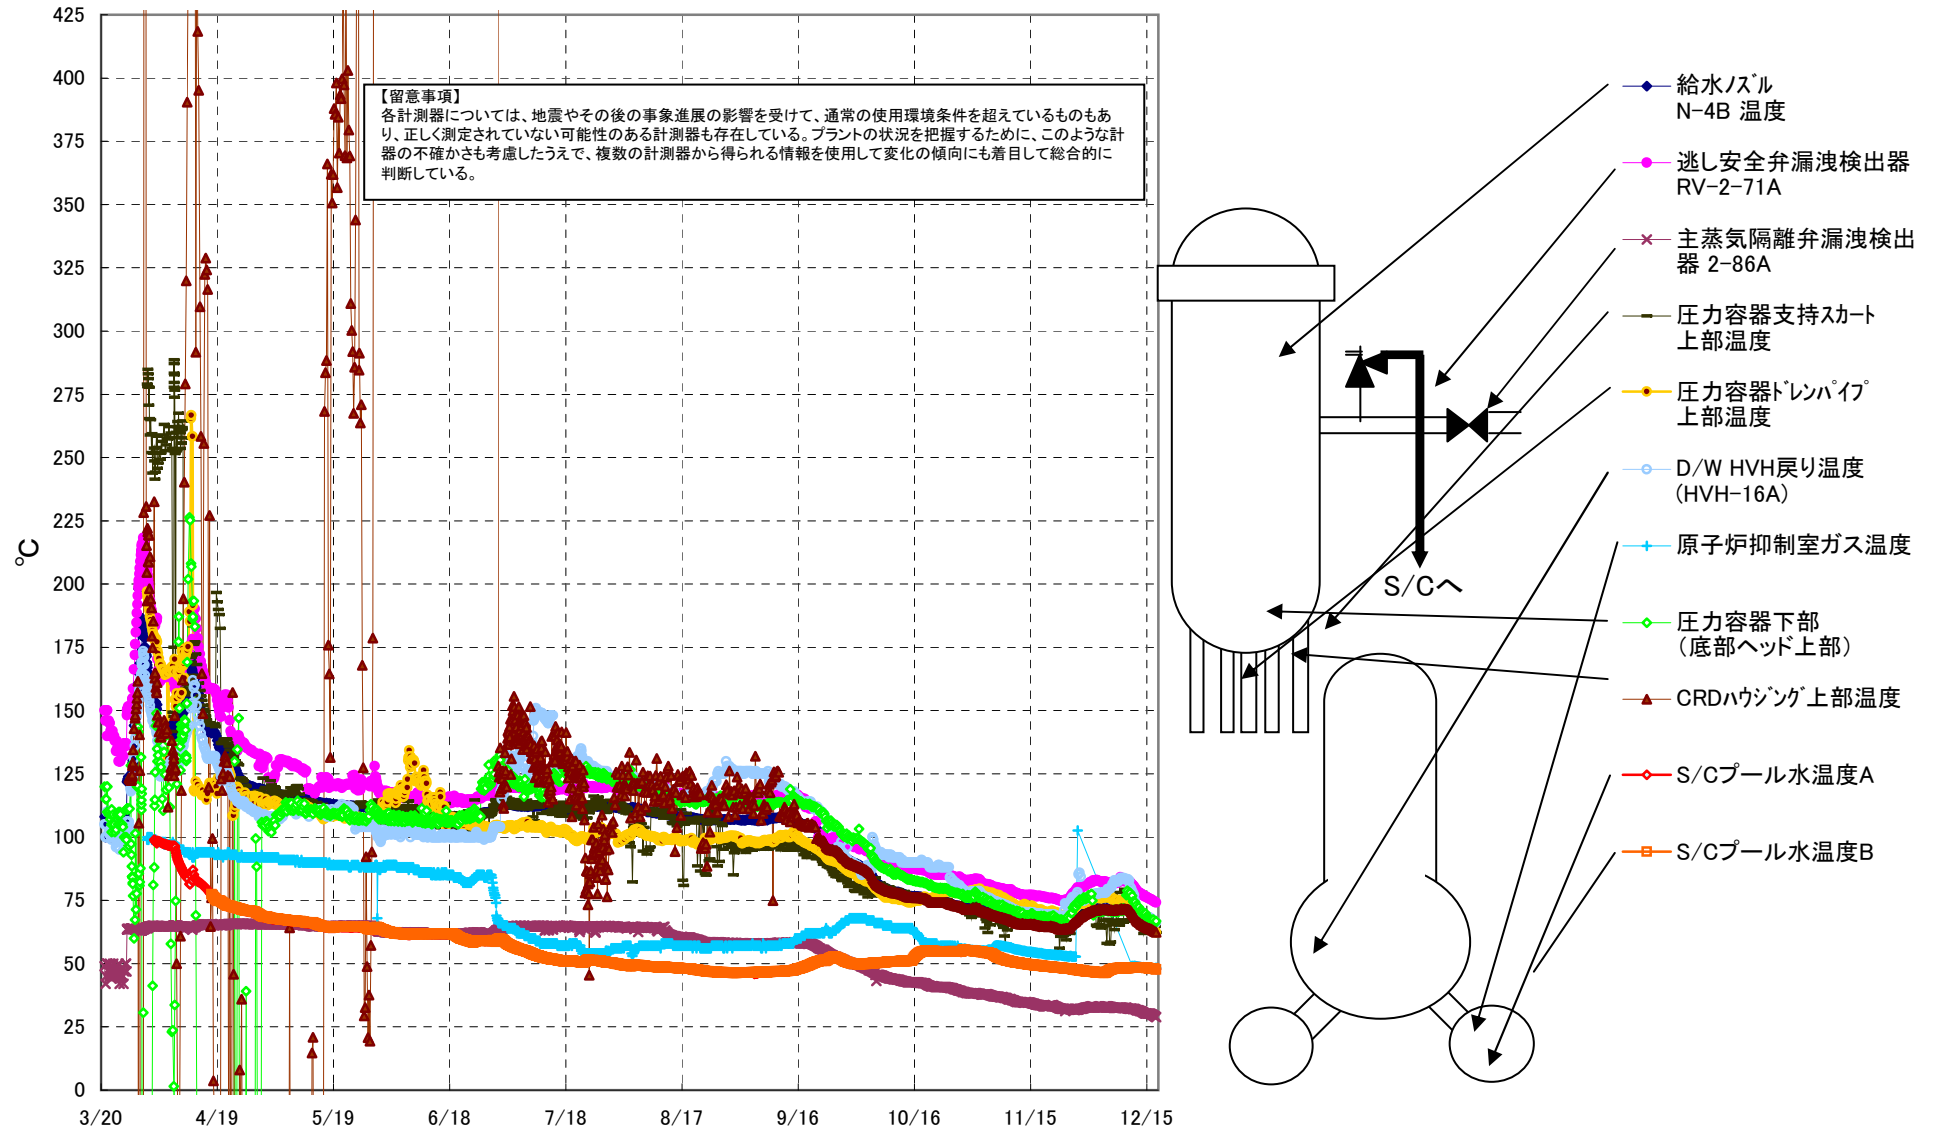 425
400
375
350
325
300
275
250
225
200
175
150
125
100
75
50
25
0
℃
3/20
4/19
5/19
6/18
7/18
8/17
9/16
10/16
11/15
12/15
【留意事項】
各計測器については、地震やその後の事象進展の影響を受けて、通常の使用環境条件を超えているものもあ
り、正しく測定されていない可能性のある計測器も存在している。プラントの状況を把握するために、このような計
器の不確かさも考慮したうえで、複数の計測器から得られる情報を使用して変化の傾向にも着目して総合的に
判断している。
S/Cへ
給水ﾉｽﾞﾙ
N-4B 温度
逃し安全弁漏洩検出器
RV-2-71A
主蒸気隔離弁漏洩検出
器 2-86A
圧力容器支持ｽｶｰﾄ
上部温度
圧力容器ﾄﾞﾚﾝﾊﾟｲﾌﾟ
上部温度
D/W HVH戻り温度
(HVH-16A)
原子炉抑制室ガス温度
圧力容器下部
（底部ヘッド上部）
CRDﾊｳｼﾞﾝｸﾞ上部温度
S/Cプール水温度A
S/Cプール水温度B